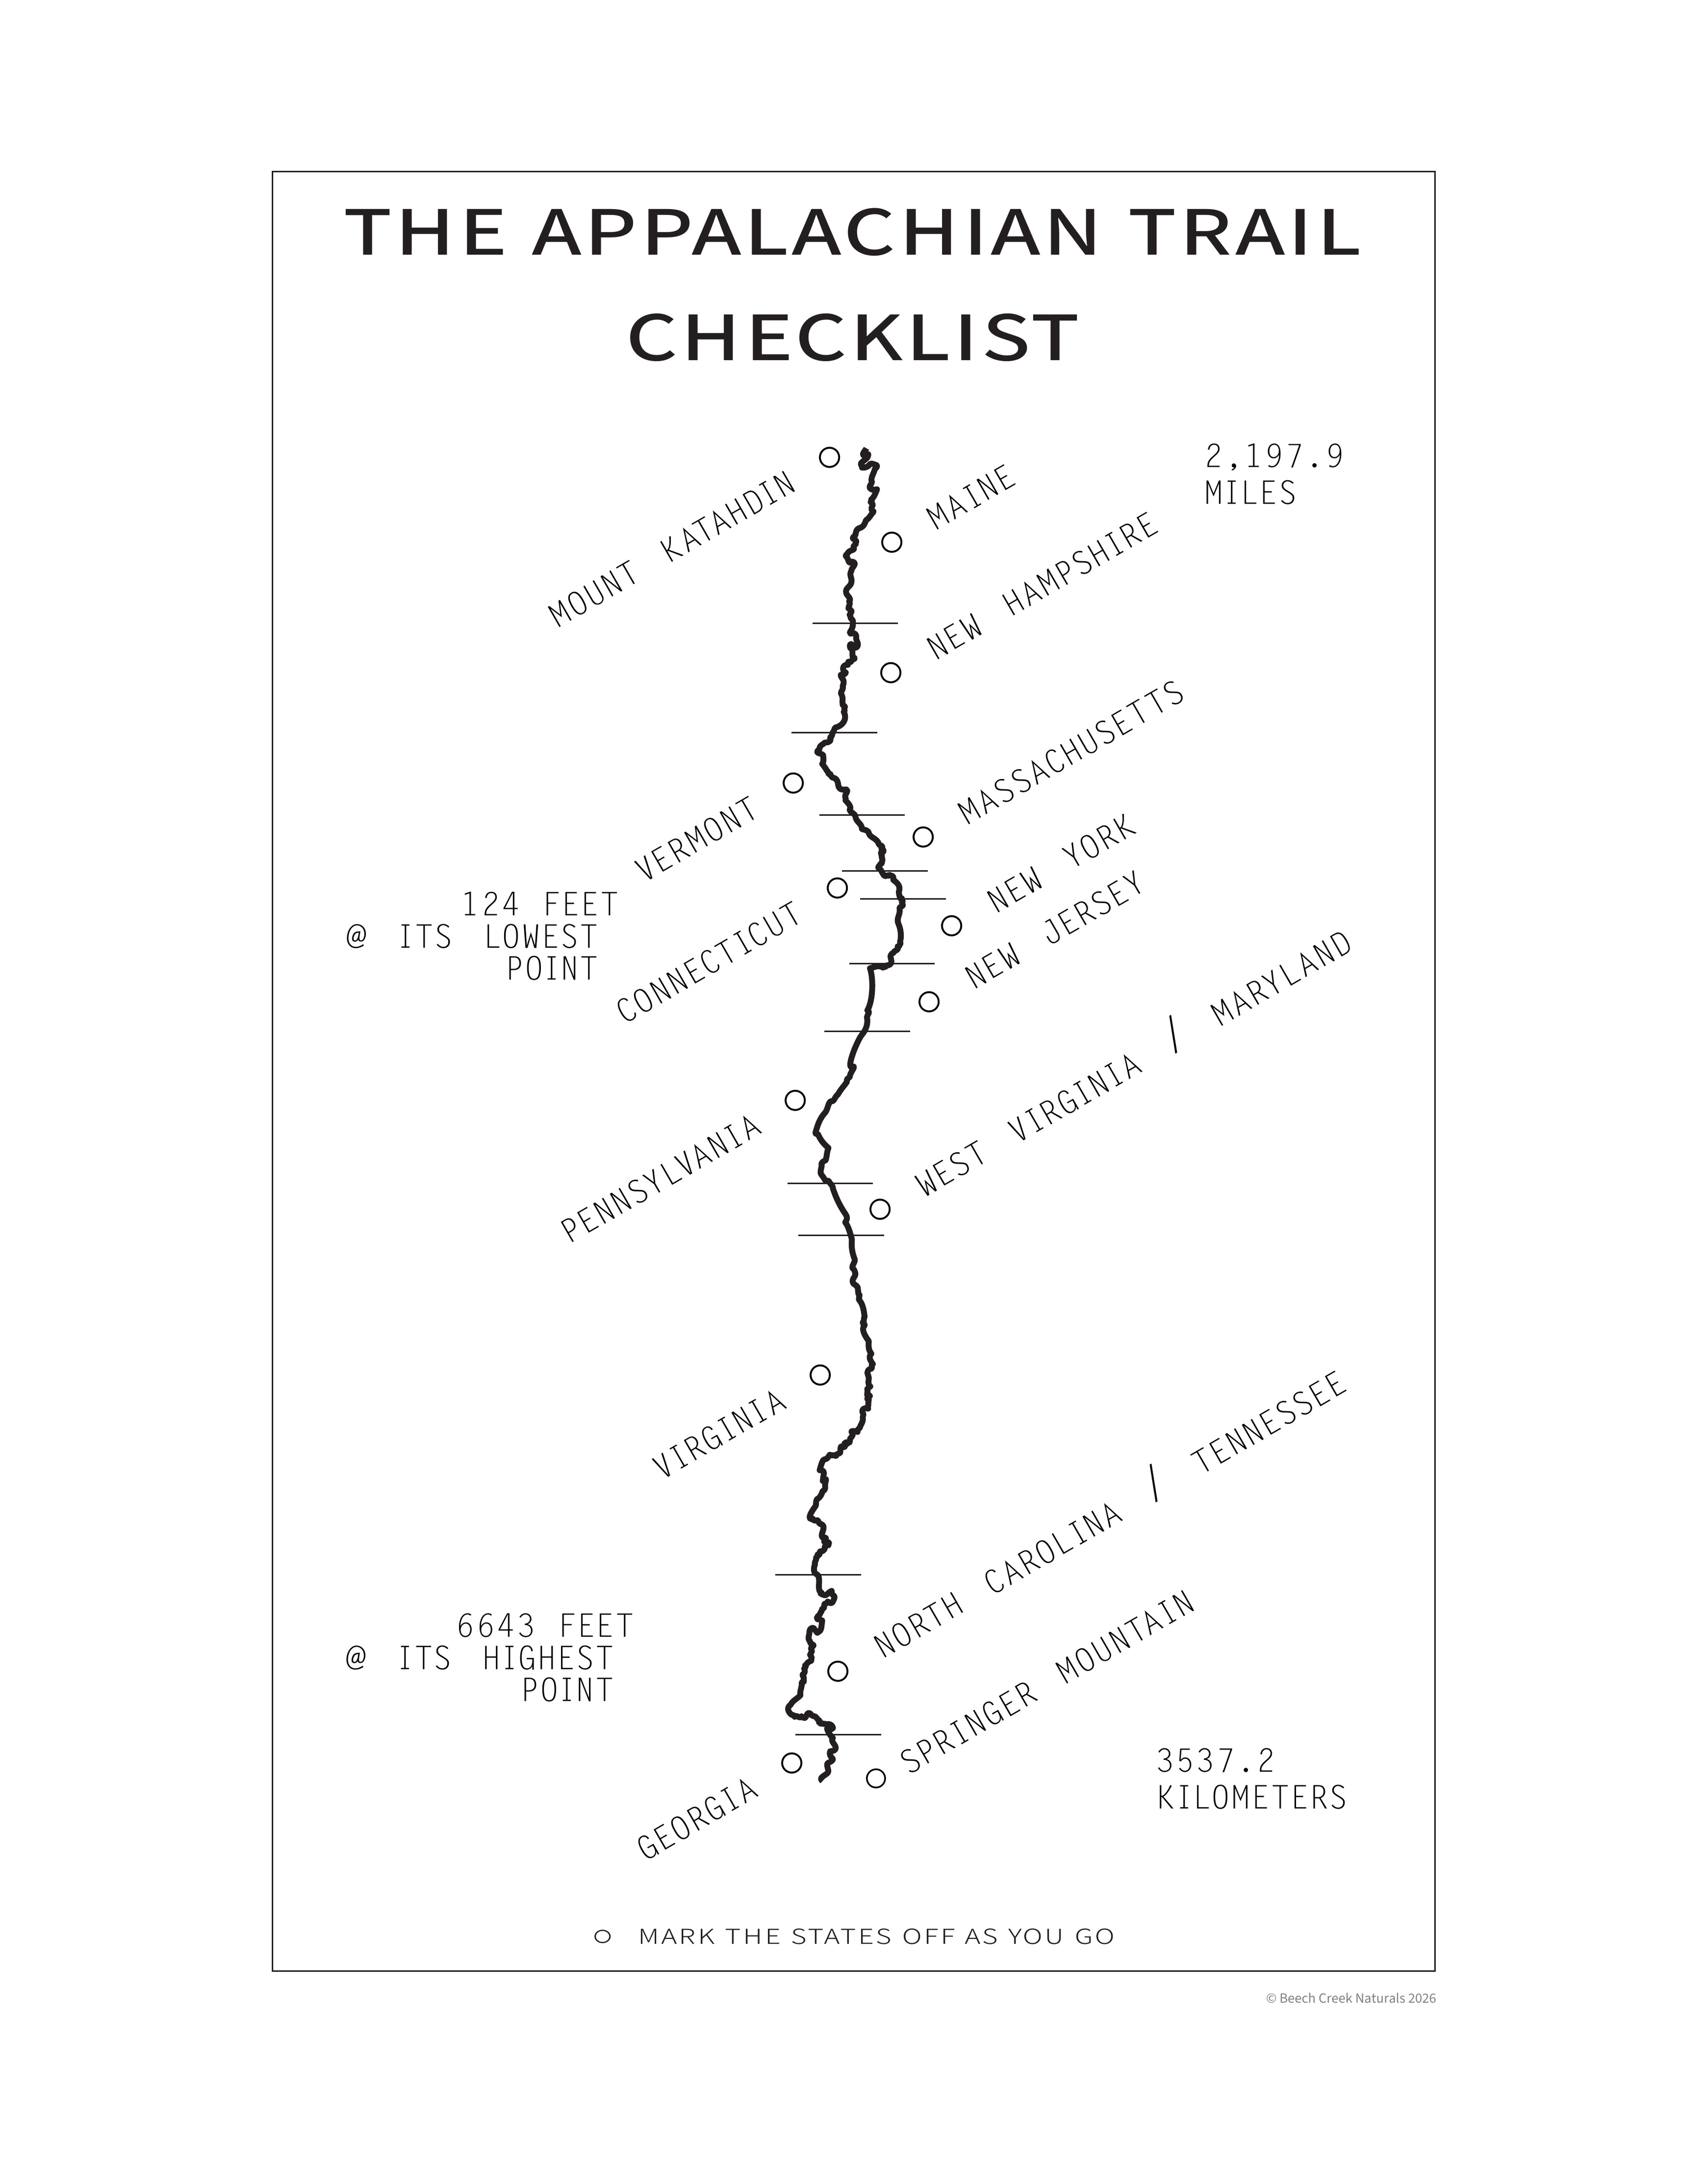 THE APPALACHIAN TRAIL
CHECKLIST
2,197.9
MILES
MOUNT KATAHDIN
MAINE
NEW HAMPSHIRE
VERMONT
MASSACHUSETTS
124 FEET
@ ITS LOWEST
POINT
CONNECTICUT
NEW YORK
NEW JERSEY
PENNSYLVANIA
WEST VIRGINIA / MARYLAND
VIRGINIA
NORTH CAROLINA / TENNESSEE
6643 FEET
@ ITS HIGHEST
POINT
SPRINGER MOUNTAIN
GEORGIA
3537.2
KILOMETERS
MARK THE STATES OFF AS YOU GO
© Beech Creek Naturals 2026